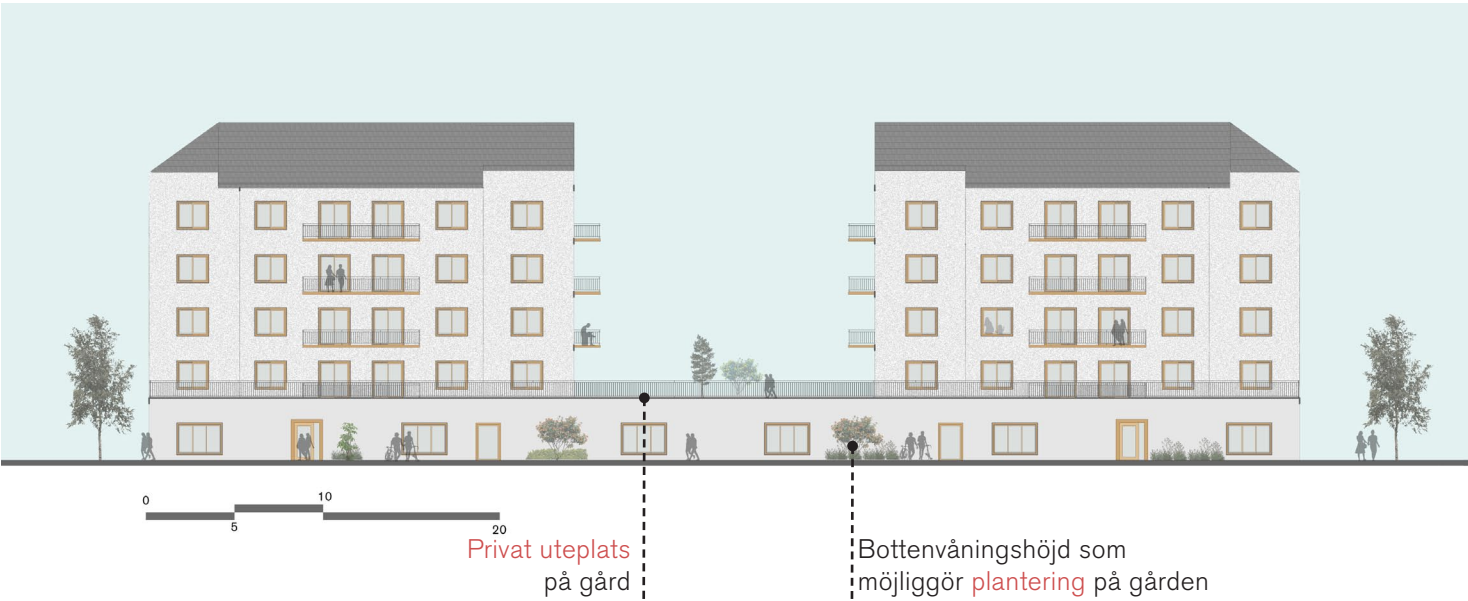 0
10
5
20
Privat uteplats
på gård
Bottenvåningshöjd som
möjliggör plantering på gården